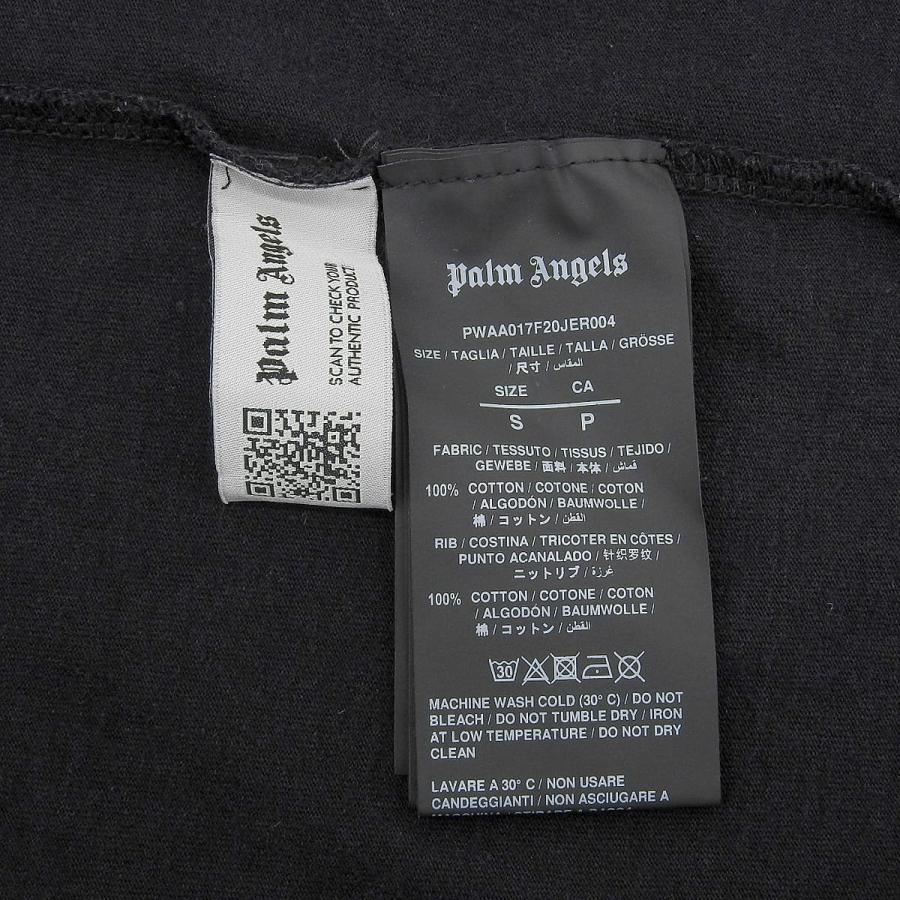 Palm Angels
SCAN TO CHECK YOUR
AUTHENTIC PRODUCT
Palm Angels
PWAA017F20JER004
SIZE / TAGLIA / TAILLE / TALLA / GRÖSSE
/ 尺寸 / المقاس
SIZE CA
S P
FABRIC / TESSUTO / TISSUS / TEJIDO /
GEWEBE / 面料 / 本体 / قماش
100% COTTON / COTONE / COTON
/ ALGODÓN / BAUMWOLLE /
棉 / コットン / القطن
RIB / COSTINA / TRICOTER EN CÔTES /
PUNTO ACANALADO / 针织罗纹 /
ニットリブ / غرزة
100% COTTON / COTONE / COTON
/ ALGODÓN / BAUMWOLLE /
棉 / コットン / القطن
30
MACHINE WASH COLD (30° C) / DO NOT
BLEACH / DO NOT TUMBLE DRY / IRON
AT LOW TEMPERATURE / DO NOT DRY
CLEAN
LAVARE A 30° C / NON USARE
CANDEGGIANTI / NON ASCIUGARE A